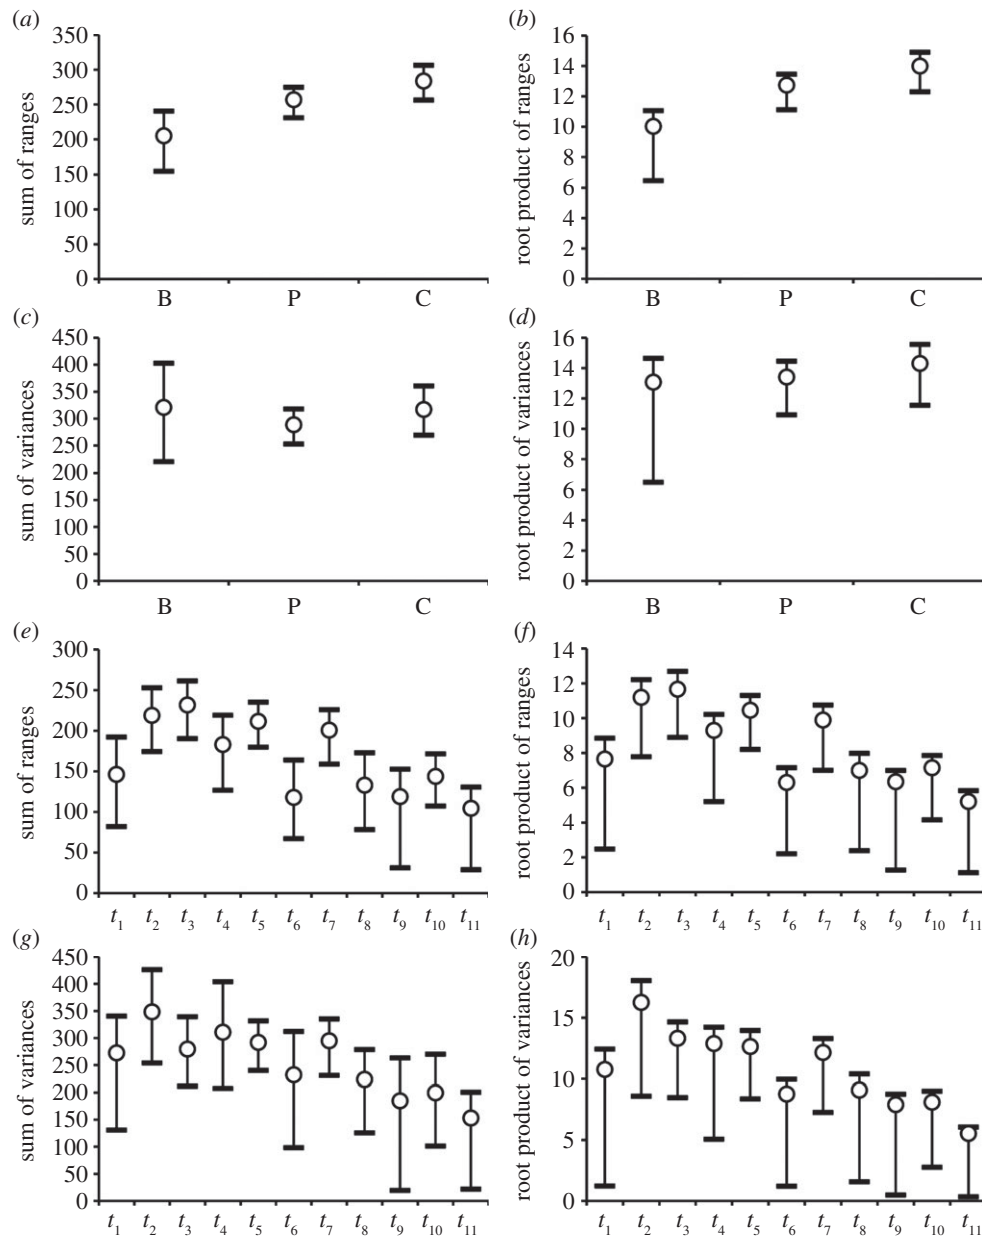 (a)
sum of ranges
350
300
250
200
150
100
50
0
B P C
(b)
root product of ranges
16
14
12
10
8
6
4
2
0
B P C
(c)
sum of variances
450
400
350
300
250
200
150
100
50
0
B P C
(d)
root product of variances
16
14
12
10
8
6
4
2
0
B P C
(e)
sum of ranges
300
250
200
150
100
50
0
t1 t2 t3 t4 t5 t6 t7 t8 t9 t10 t11
(f)
root product of ranges
14
12
10
8
6
4
2
0
t1 t2 t3 t4 t5 t6 t7 t8 t9 t10 t11
(g)
sum of variances
450
400
350
300
250
200
150
100
50
0
t1 t2 t3 t4 t5 t6 t7 t8 t9 t10 t11
(h)
root product of variances
20
15
10
5
0
t1 t2 t3 t4 t5 t6 t7 t8 t9 t10 t11